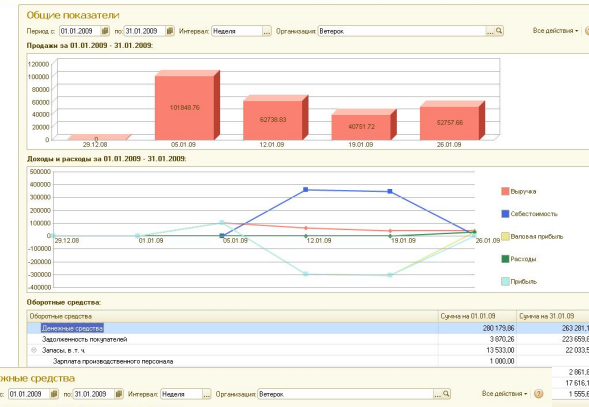 Общие показатели
Период с: 01.01.2009 по: 31.01.2009 Интервал: Неделя ... Организация: Ветерок ... Все действия
Продажи за 01.01.2009 - 31.01.2009:
120000
100000
80000
60000
40000
20000
0
0
101848.76
62738.83
40751.72
52757.66
29.12.08 05.01.09 12.01.09 19.01.09 26.01.09
Доходы и расходы за 01.01.2009 - 31.01.2009:
500000
400000
300000
200000
100000
0
-100000
-200000
-300000
-400000
29.12.08 01.01.09 05.01.09 12.01.09 19.01.09 26.01.09
Выручка
Себестоимость
Валовая прибыль
Расходы
Прибыль
Оборотные средства:
Оборотные средства Сумма на 01.01.09 Сумма на 31.01.09
Денежные средства 280 179,86 263 281,1
Задолженность покупателей 3 870,26 223 659,8
Запасы, в. т. ч. 13 533,00 22 033,5
Зарплата производственного персонала 1 000,00
2 861,6
17 616,1
1 555,6
жные средства
с: 01.01.2009 по: 31.01.2009 Интервал: Неделя ... Организация: Ветерок ... Все действия